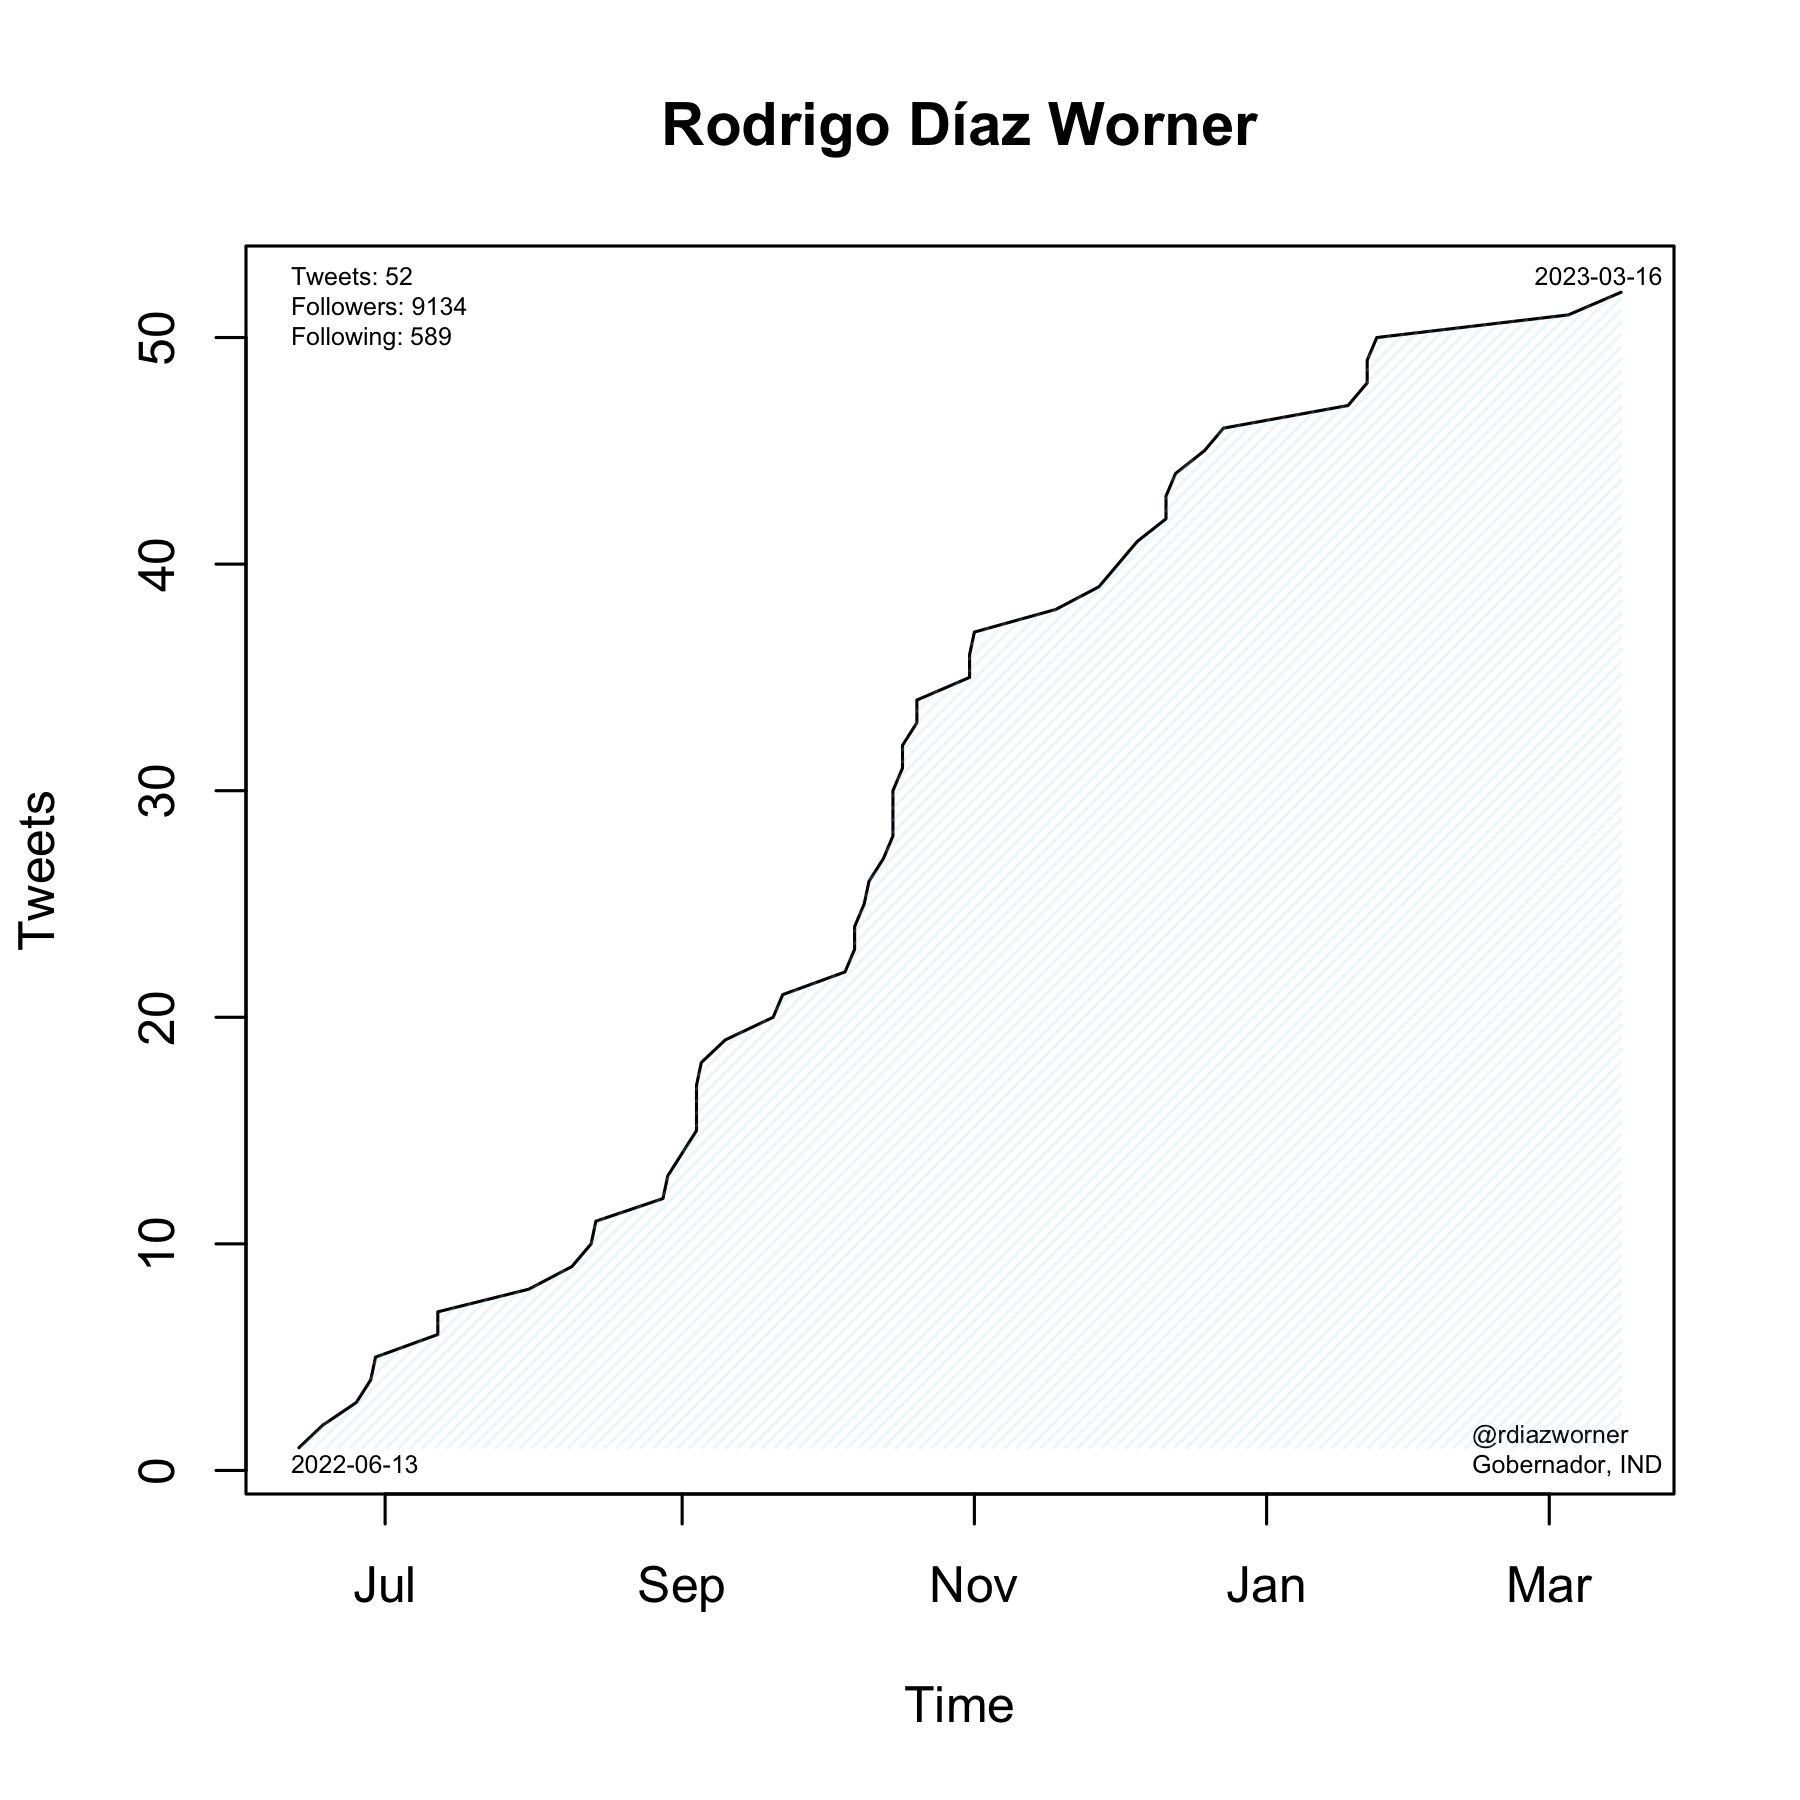 Rodrigo Díaz Worner
Tweets: 52
Followers: 9134
Following: 589
2023-03-16
50
40
30
20
10
0
Tweets
@rdiazworner
Gobernador, IND
2022-06-13
Jul
Sep
Nov
Jan
Mar
Time